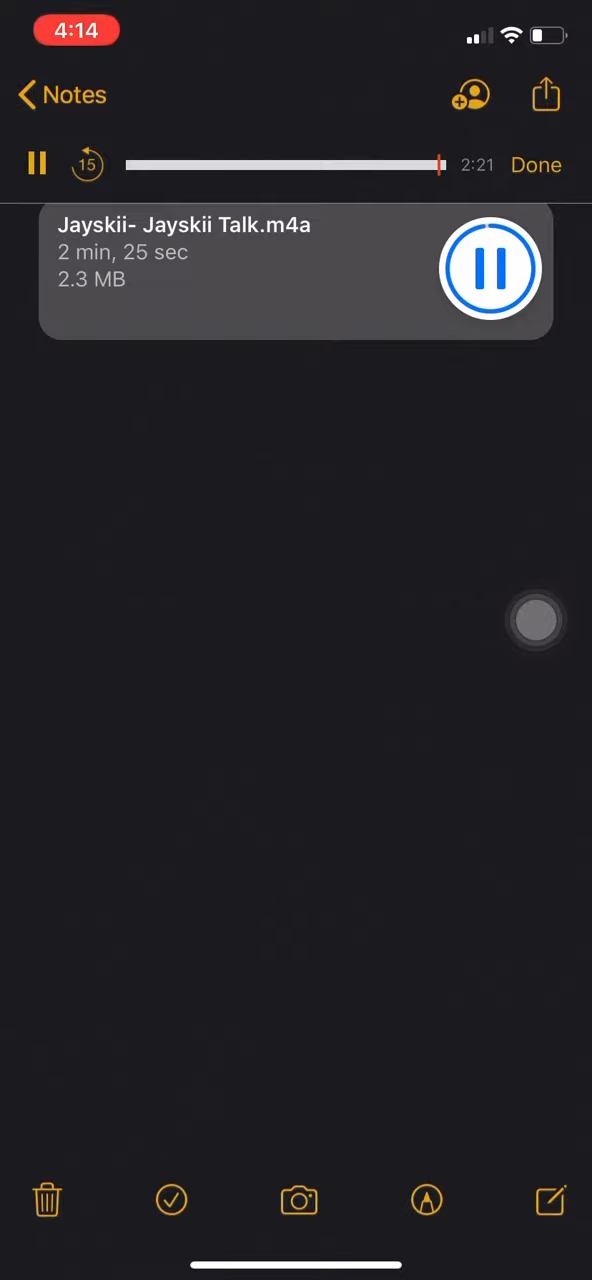 4:14
Notes
15
2:21
Done
Jayskii- Jayskii Talk.m4a
2 min, 25 sec
2.3 MB